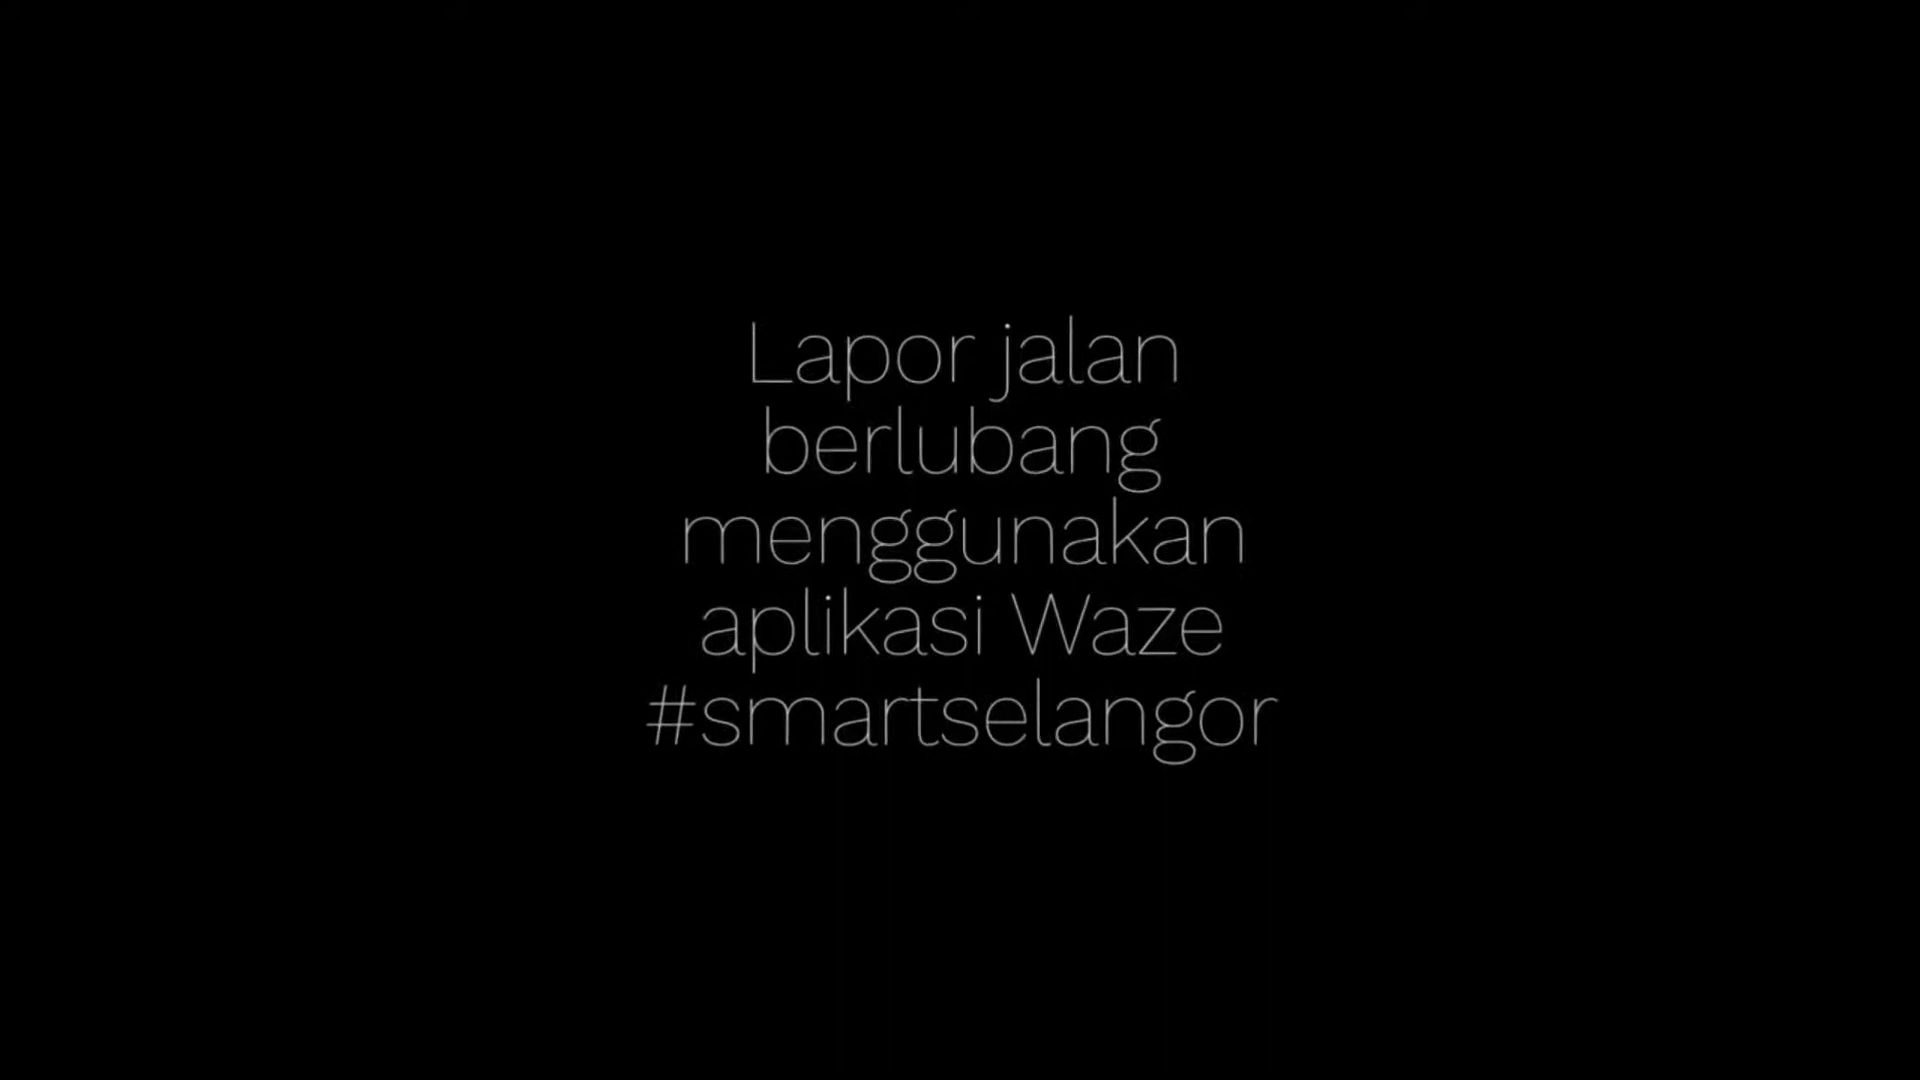 Lapor jalan
berlubang
menggunakan
aplikasi Waze
#smartselangor